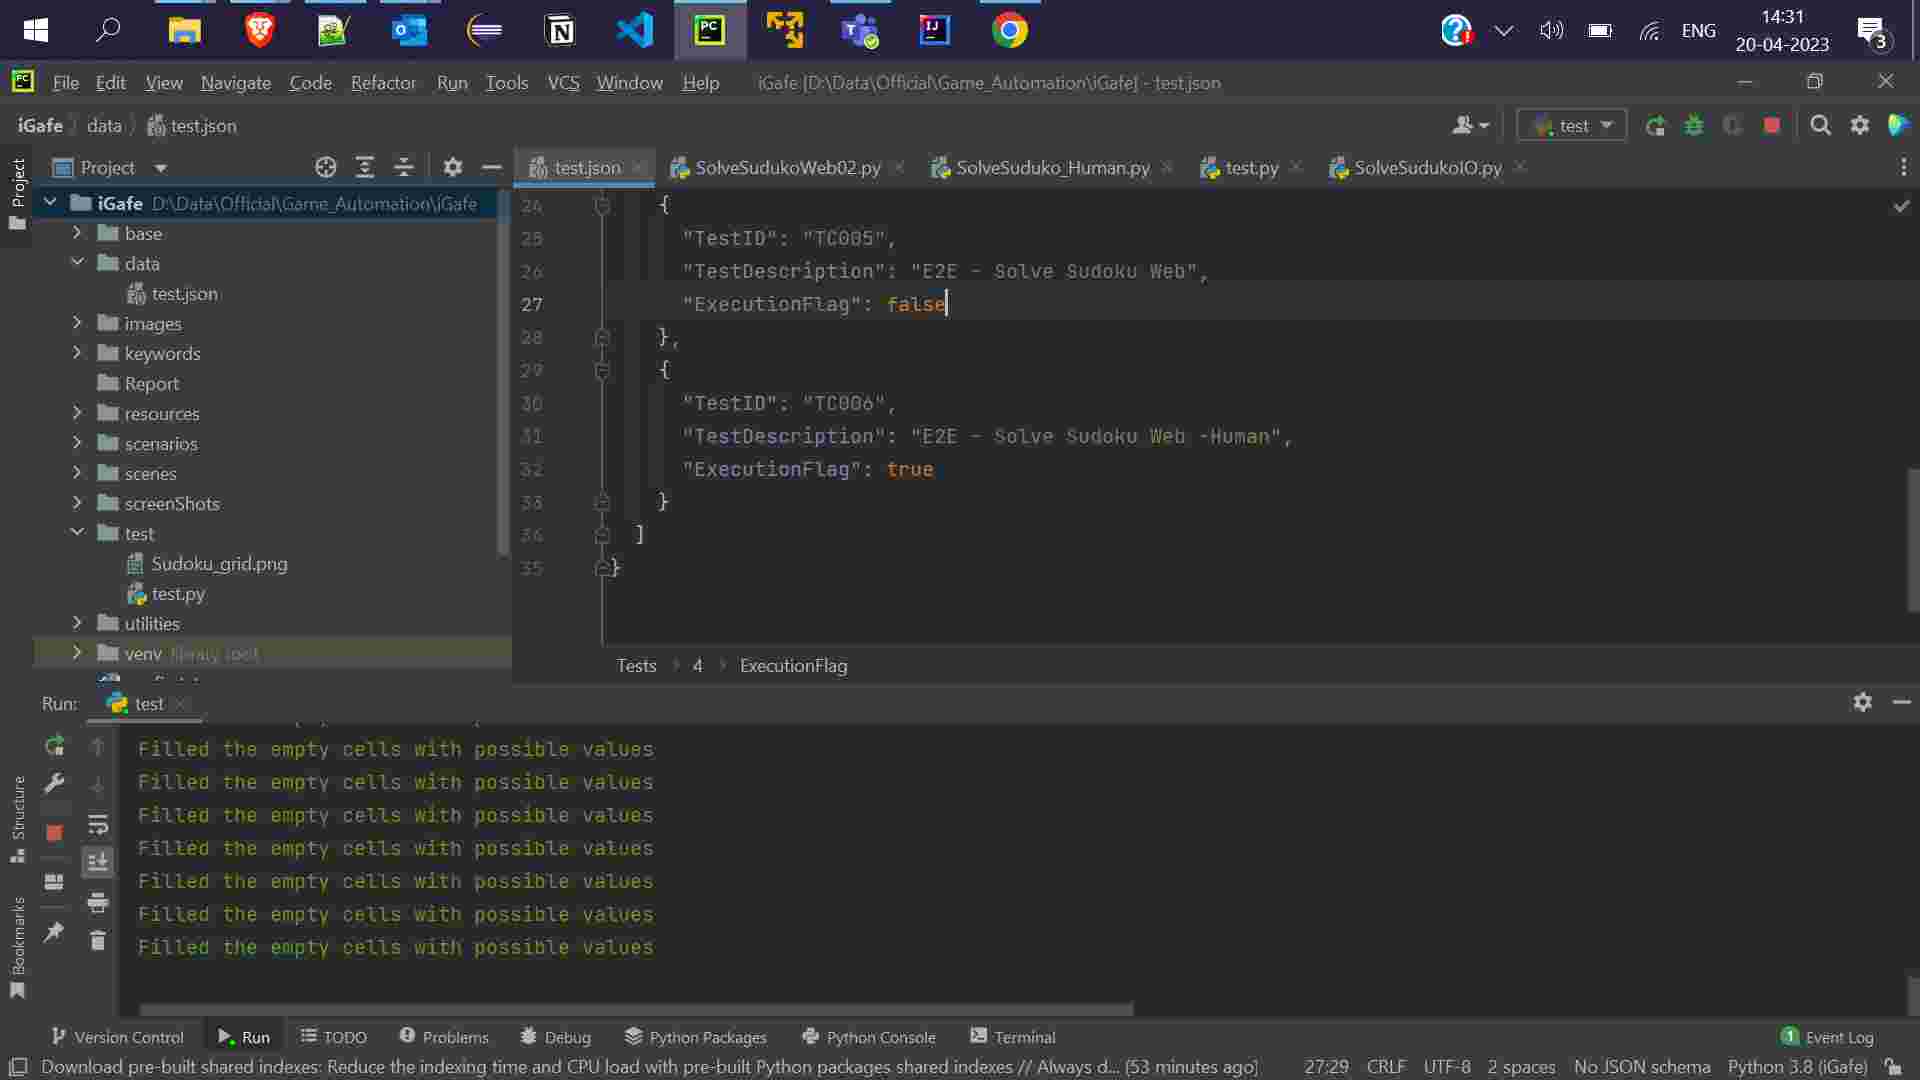 ENG
14:31
20-04-2023
3
File Edit View Navigate Code Refactor Run Tools VCS Window Help iGafe [D:\Data\Official\Game_Automation\iGafe] - test.json
iGafe data test.json
test
Project
test.json SolveSudukoWeb02.py SolveSuduko_Human.py test.py SolveSudukoIO.py
Project
iGafe D:\Data\Official\Game_Automation\iGafe
base
data
test.json
images
keywords
Report
resources
scenarios
scenes
screenShots
test
Sudoku_grid.png
test.py
utilities
venv library root
24 {
25 "TestID": "TC005",
26 "TestDescription": "E2E - Solve Sudoku Web",
27 "ExecutionFlag": false
28 },
29 {
30 "TestID": "TC006",
31 "TestDescription": "E2E - Solve Sudoku Web -Human",
32 "ExecutionFlag": true
33 }
34 ]
35 }
Tests 4 ExecutionFlag
Run: test
Filled the empty cells with possible values
Filled the empty cells with possible values
Filled the empty cells with possible values
Filled the empty cells with possible values
Filled the empty cells with possible values
Filled the empty cells with possible values
Filled the empty cells with possible values
Structure
Bookmarks
Version Control Run TODO Problems Debug Python Packages Python Console Terminal 1 Event Log
Download pre-built shared indexes: Reduce the indexing time and CPU load with pre-built Python packages shared indexes // Always d... (53 minutes ago) 27:29 CRLF UTF-8 2 spaces No JSON schema Python 3.8 (iGafe)